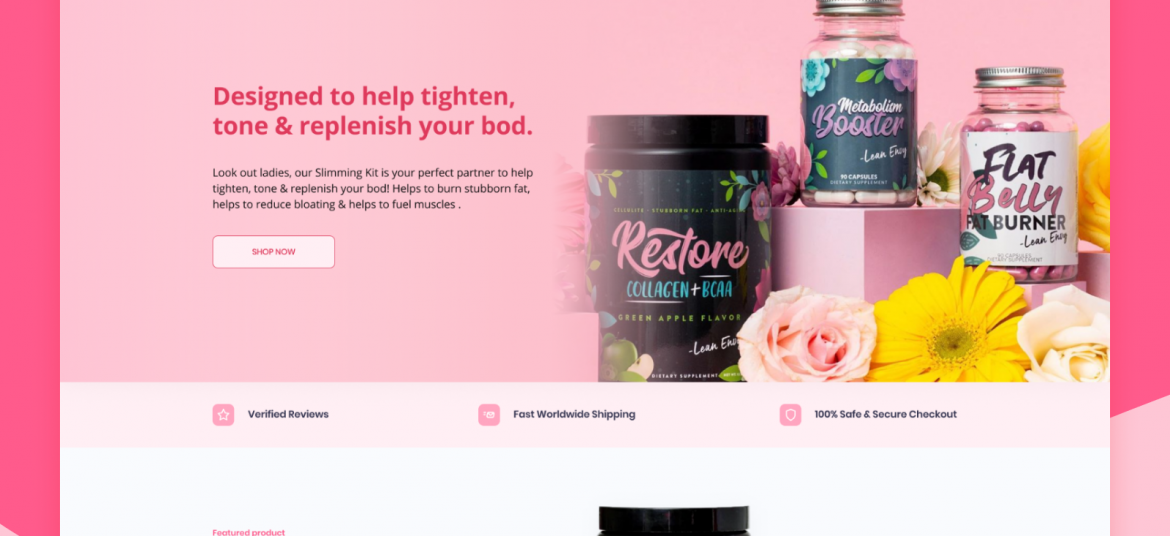 Designed to help tighten,
tone & replenish your bod.
Look out ladies, our Slimming Kit is your perfect partner to help
tighten, tone & replenish your bod! Helps to burn stubborn fat,
helps to reduce bloating & helps to fuel muscles .
SHOP NOW
CELLULITE · STUBBORN FAT · ANTI-AGING
Restore
COLLAGEN+BCAA
GREEN APPLE FLAVOR
-Lean Envy
DIETARY SUPPLEMENT
Metabolism
Booster
-Lean Envy
90 CAPSULES
DIETARY SUPPLEMENT
FLAT
Belly
FAT BURNER
-Lean Envy
90 CAPSULES
DIETARY SUPPLEMENT
Verified Reviews
Fast Worldwide Shipping
100% Safe & Secure Checkout
Featured product